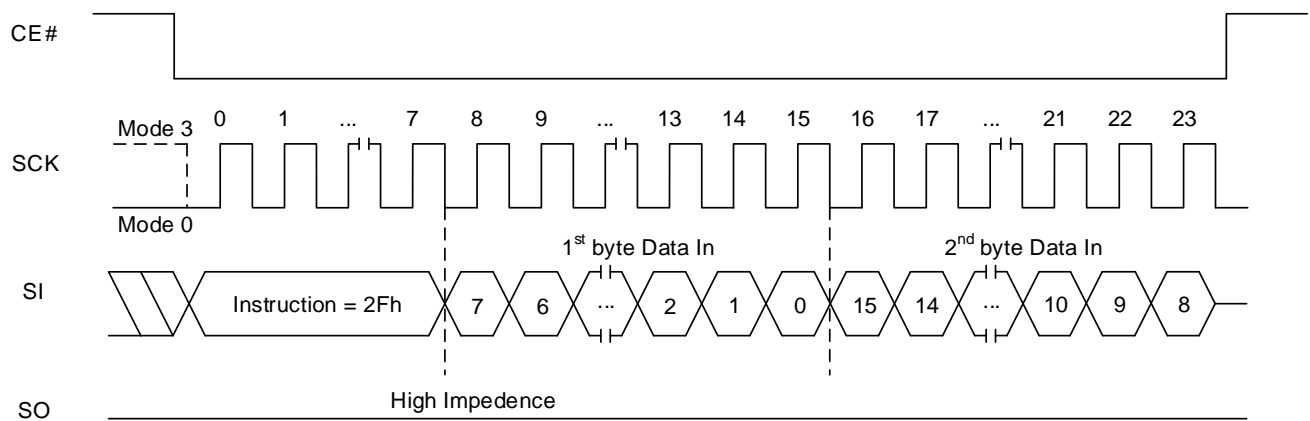 CE#
0 1 ... 7 8 9 ... 13 14 15 16 17 ... 21 22 23
Mode 3
SCK
Mode 0
1st byte Data In 2nd byte Data In
SI Instruction = 2Fh 7 6 ... 2 1 0 15 14 ... 10 9 8
High Impedence
SO